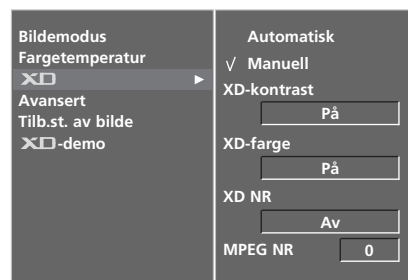 Bildemodus
Fargetemperatur
XD
Avansert
Tilb.st. av bilde
XD-demo
Automatisk
√ Manuell
XD-kontrast
På
XD-farge
På
XD NR
Av
MPEG NR 0